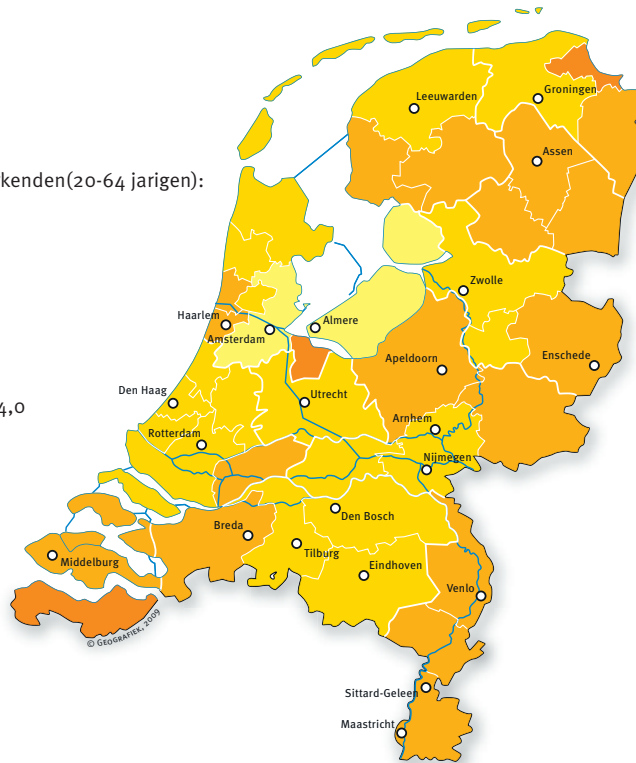 Leeuwarden
Groningen
Assen
kenden(20-64 jarigen):
Zwolle
Haarlem
Almere
Amsterdam
Apeldoorn
Enschede
Den Haag
Utrecht
4,0
Arnhem
Rotterdam
Nijmegen
Den Bosch
Breda
Tilburg
Middelburg
Eindhoven
Venlo
© Geografiek, 2009
Sittard-Geleen
Maastricht